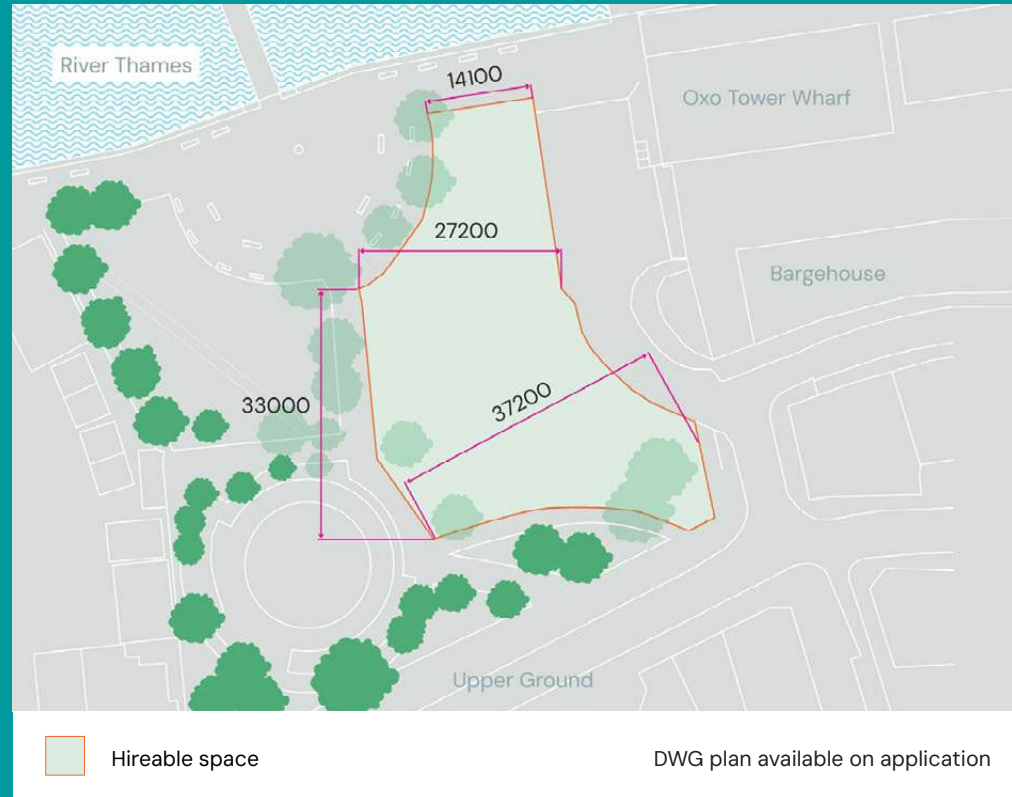 River Thames
14100
Oxo Tower Wharf
27200
Bargehouse
37200
33000
Upper Ground
Hireable space
DWG plan available on application